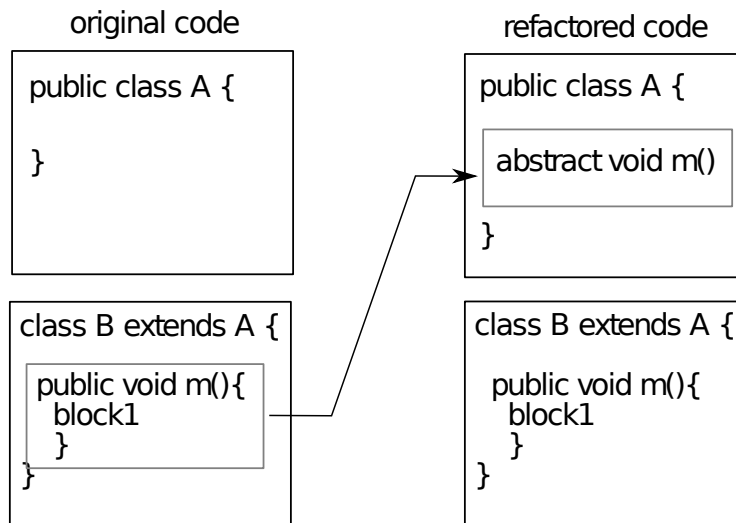 original code
public class A {
}
class B extends A {
public void m(){
block1
}
}
refactored code
public class A {
abstract void m()
}
class B extends A {
public void m(){
block1
}
}